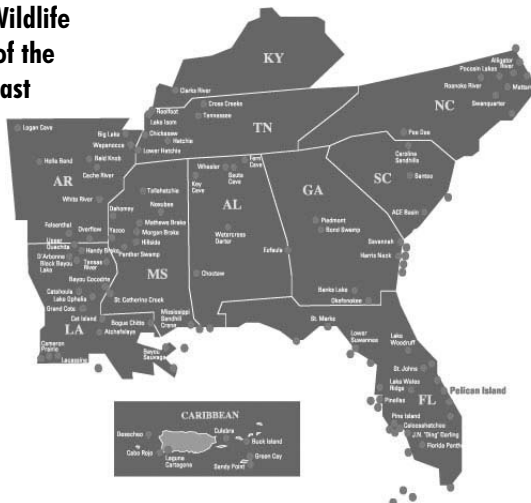 Wildlife
of the
ast
KY
Clarks River
Reelfoot
Lake Isom
Chickasaw
Hatchie
Lower Hatchie
Cross Creeks
Tennessee
TN
Alligator
River
Pocosin Lakes
Roanoke River
Mattam
Swanquarter
NC
Pee Dee
Carolina
Sandhills
SC
Santee
ACE Basin
Logan Cave
Big Lake
Wapanocca
Holla Bend
Bald Knob
Cache River
AR
White River
Felsenthal
Overflow
Upper
Ouachita
Handy Brake
D'Arbonne
Black Bayou
Lake
Tensas
River
Bayou Cocodrie
Catahoula
Lake Ophelia
Grand Cote
Cat Island
LA
Bogue Chitto
Atchafalaya
Cameron
Prairie
Lacassine
Bayou
Sauvage
Tallahatchie
Dahomey
Noxubee
Mathews Brake
Yazoo
Morgan Brake
Hillside
Panther Swamp
MS
St. Catherine Creek
Mississippi
Sandhill
Crane
Wheeler
Fern
Cave
Key
Cave
Sauta
Cave
AL
Watercress
Darter
Choctaw
Eufaula
GA
Piedmont
Bond Swamp
Savannah
Harris Neck
Banks Lake
Okefenokee
St. Marks
Lower
Suwannee
Lake
Woodruff
St. Johns
Lake Wales
Ridge
Pelican Island
Pinellas
FL
Pine Island
Caloosahatchee
J.N. "Ding" Darling
Florida Panth
CARIBBEAN
Desecheo
Culebra
Buck Island
Cabo Rojo
Laguna
Cartagena
Green Cay
Sandy Point